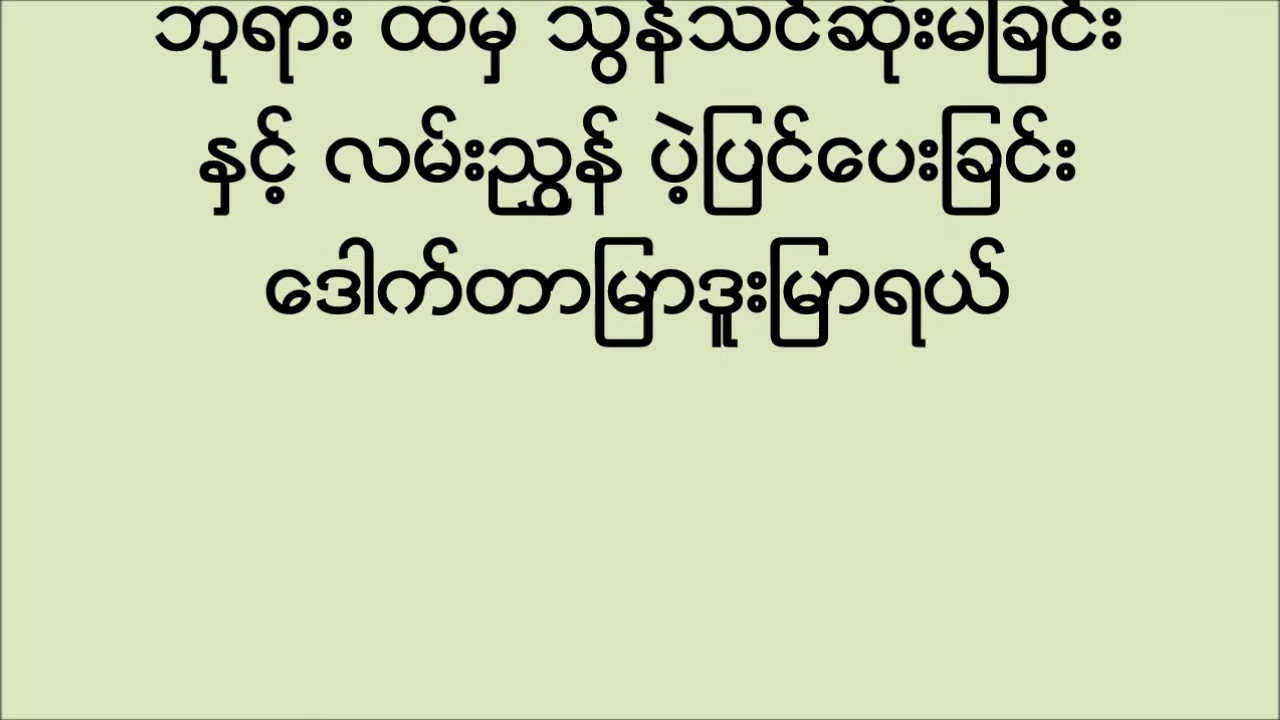 ဘုရား ထံမှ သွန်သင်ဆုံးမခြင်း
နှင့် လမ်းညွှန် ပဲ့ပြင်ပေးခြင်း
ဒေါက်တာမြာဒူးမြာရယ်